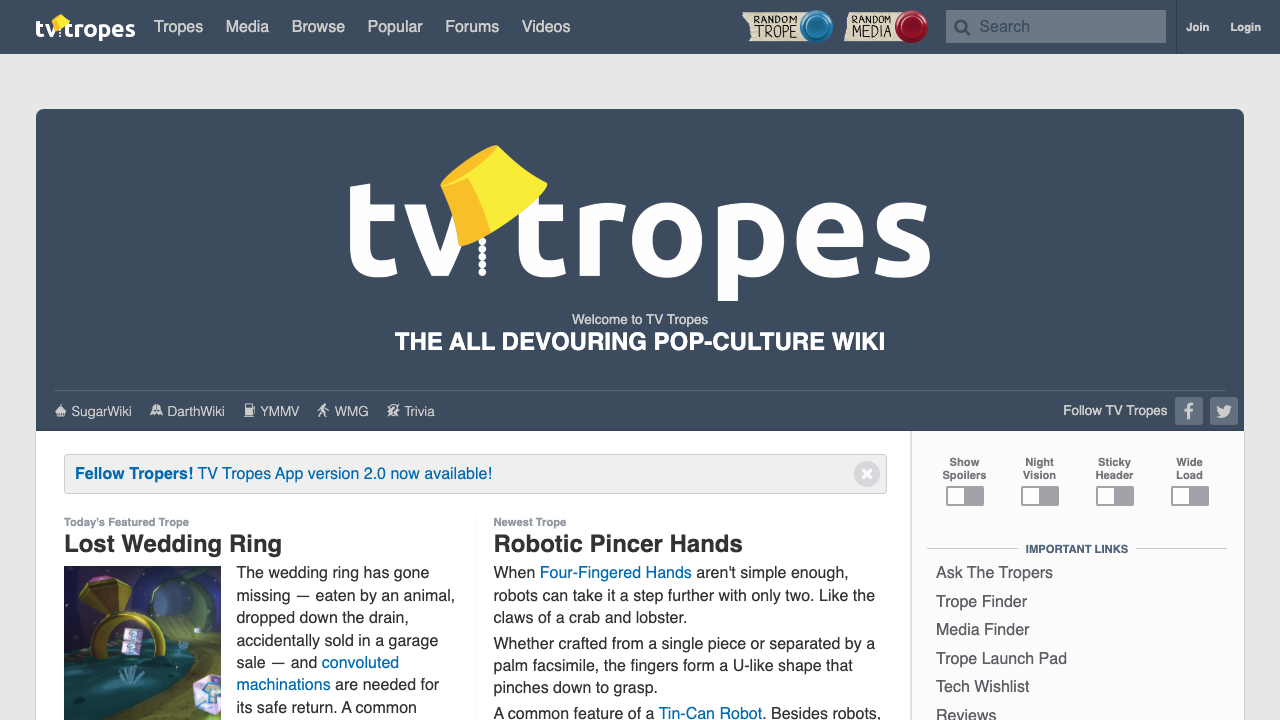 tvtropes
Tropes
Media
Browse
Popular
Forums
Videos
RANDOM
TROPE
RANDOM
MEDIA
Search
Join
Login
tvtropes
Welcome to TV Tropes
THE ALL DEVOURING POP-CULTURE WIKI
SugarWiki
DarthWiki
YMMV
WMG
Trivia
Follow TV Tropes
Fellow Tropers! TV Tropes App version 2.0 now available!
Today's Featured Trope
Lost Wedding Ring
The wedding ring has gone
missing — eaten by an animal,
dropped down the drain,
accidentally sold in a garage
sale — and convoluted
machinations are needed for
its safe return. A common
Newest Trope
Robotic Pincer Hands
When Four-Fingered Hands aren't simple enough,
robots can take it a step further with only two. Like the
claws of a crab and lobster.
Whether crafted from a single piece or separated by a
palm facsimile, the fingers form a U-like shape that
pinches down to grasp.
A common feature of a Tin-Can Robot. Besides robots,
Show
Spoilers
Night
Vision
Sticky
Header
Wide
Load
IMPORTANT LINKS
Ask The Tropers
Trope Finder
Media Finder
Trope Launch Pad
Tech Wishlist
Reviews